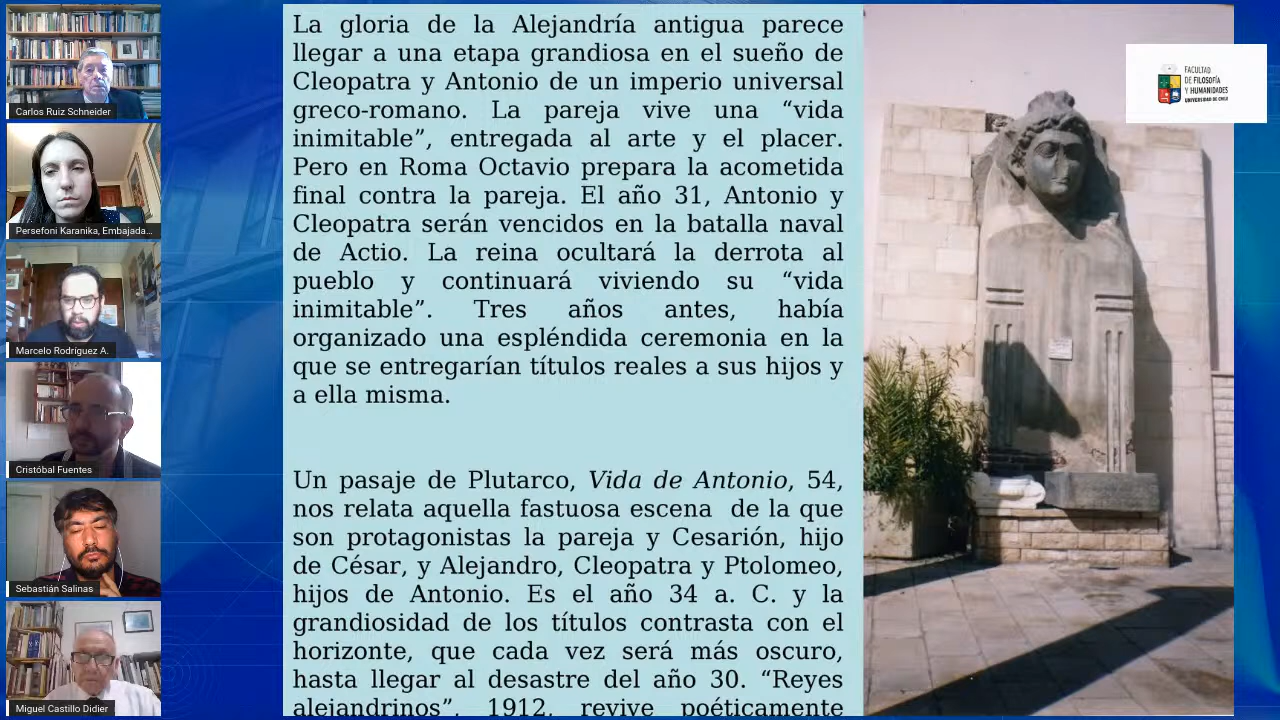 Carlos Ruiz Schneider
Persefoni Karanika, Embajada...
Marcelo Rodríguez A.
Cristóbal Fuentes
Sebastián Salinas
Miguel Castillo Didier
La gloria de la Alejandría antigua parece
llegar a una etapa grandiosa en el sueño de
Cleopatra y Antonio de un imperio universal
greco-romano. La pareja vive una “vida
inimitable”, entregada al arte y el placer.
Pero en Roma Octavio prepara la acometida
final contra la pareja. El año 31, Antonio y
Cleopatra serán vencidos en la batalla naval
de Actio. La reina ocultará la derrota al
pueblo y continuará viviendo su “vida
inimitable”. Tres años antes, había
organizado una espléndida ceremonia en la
que se entregarían títulos reales a sus hijos y
a ella misma.
Un pasaje de Plutarco, Vida de Antonio, 54,
nos relata aquella fastuosa escena de la que
son protagonistas la pareja y Cesarión, hijo
de César, y Alejandro, Cleopatra y Ptolomeo,
hijos de Antonio. Es el año 34 a. C. y la
grandiosidad de los títulos contrasta con el
horizonte, que cada vez será más oscuro,
hasta llegar al desastre del año 30. “Reyes
alejandrinos”, 1912, revive poéticamente
FACULTAD
DE FILOSOFÍA
Y HUMANIDADES
UNIVERSIDAD DE CHILE